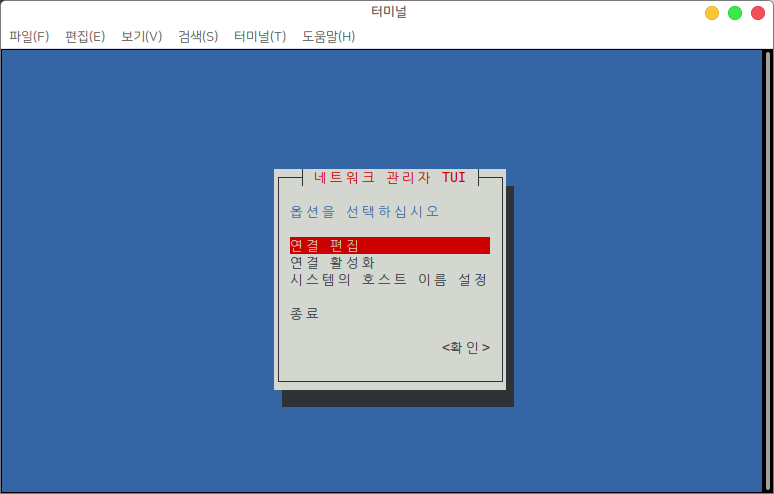 터미널
파일(F) 편집(E) 보기(V) 검색(S) 터미널(T) 도움말(H)
네트워크 관리자 TUI
옵션을 선택하십시오
연결 편집
연결 활성화
시스템의 호스트 이름 설정
종료
<확인>